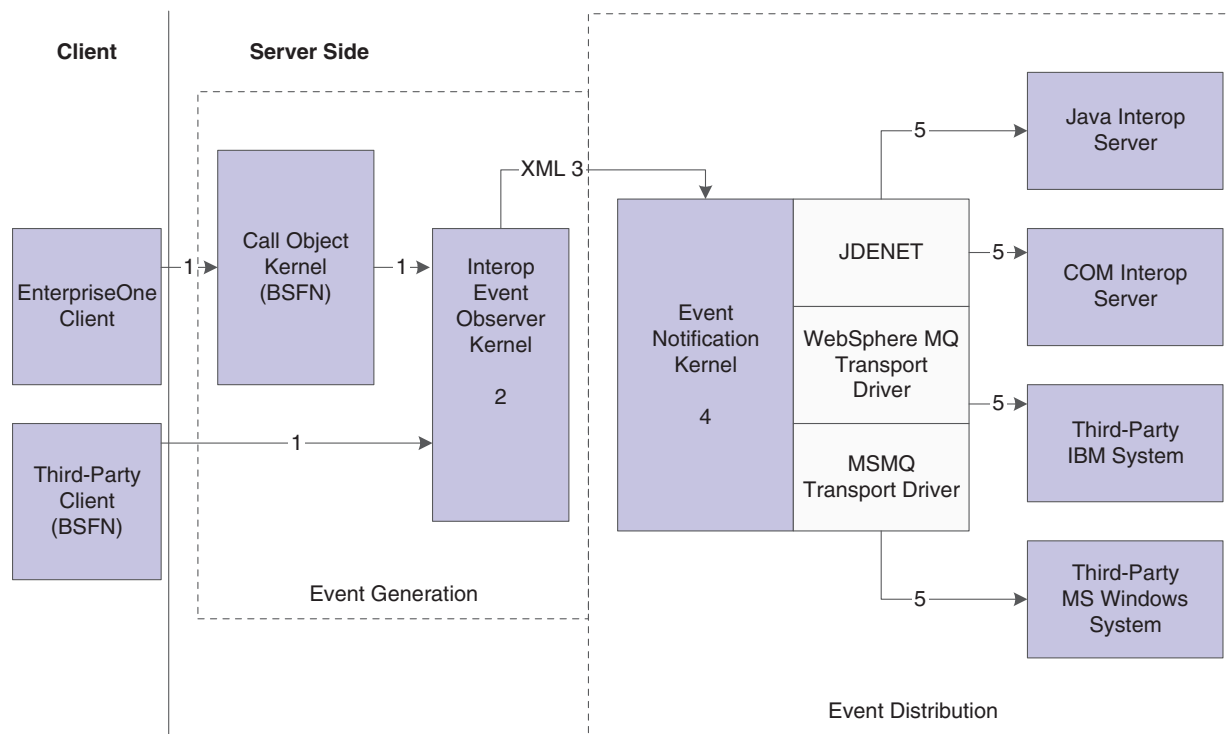 Client
Server Side
EnterpriseOne
Client
Third-Party
Client
(BSFN)
1
Call Object
Kernel
(BSFN)
1
1
Interop
Event
Observer
Kernel
2
Event Generation
XML 3
Event
Notification
Kernel
4
JDENET
WebSphere MQ
Transport
Driver
MSMQ
Transport Driver
5
5
5
5
Java Interop
Server
COM Interop
Server
Third-Party
IBM System
Third-Party
MS Windows
System
Event Distribution